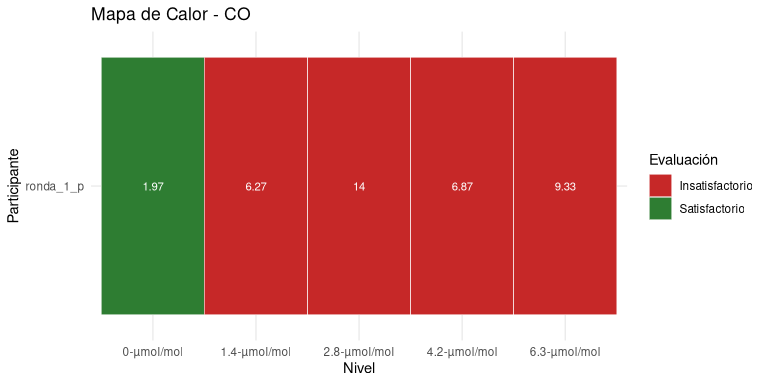 Mapa de Calor - CO
Participante
ronda_1_p
1.97
6.27
14
6.87
9.33
0-μmol/mol
1.4-μmol/mol
2.8-μmol/mol
4.2-μmol/mol
6.3-μmol/mol
Nivel
Evaluación
Insatisfactorio
Satisfactorio